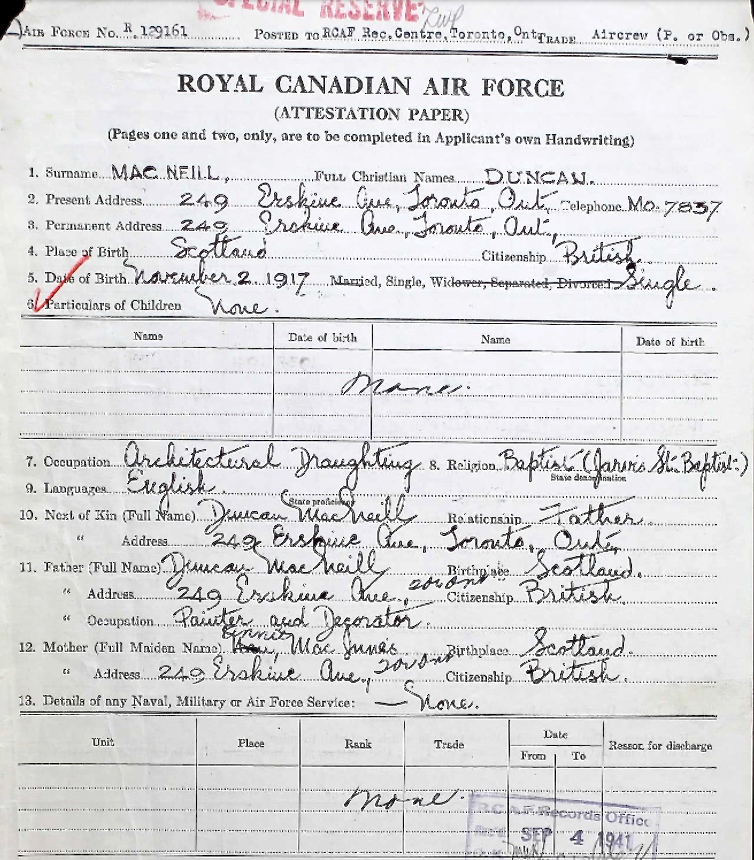 SPECIAL RESERVE
AIR FORCE No. R. 129161 POSTED TO RCAF Rec. Centre, Toronto, Ont. TRADE Aircrew (P. or Obs.)
ROYAL CANADIAN AIR FORCE
(ATTESTATION PAPER)
(Pages one and two, only, are to be completed in Applicant's own Handwriting)
1. Surname MAC NEILL, FULL Christian Names DUNCAN.
2. Present Address 249 Erskine Ave, Toronto, Ont. Telephone MO. 7837
3. Permanent Address 249 Erskine Ave, Toronto, Ont.,
4. Place of Birth Scotland Citizenship British.
5. Date of Birth November 2. 1917 Married, Single, Widower, Separated, Divorced Single.
6. Particulars of Children None.
Name Date of birth Name Date of birth
None.
7. Occupation Architectural Draughting 8. Religion Baptist (Jarvis St. Baptist.)
State denomination
9. Languages English.
(State proficiency)
10. Next of Kin (Full Name) Duncan MacNeill Relationship Father.
" Address 249 Erskine Ave, Toronto, Ont.
11. Father (Full Name) Duncan MacNeill Birthplace Scotland.
" Address 249 Erskine Ave., Citizenship British.
" Occupation Painter and Decorator.
12. Mother (Full Maiden Name) Mac Innes Birthplace Scotland.
" Address 249 Erskine Ave., Citizenship British.
13. Details of any Naval, Military or Air Force Service: — None.
Unit Place Rank Trade Date Reason for discharge
From To
None.
RCAF Records Office
SEP 4 1941